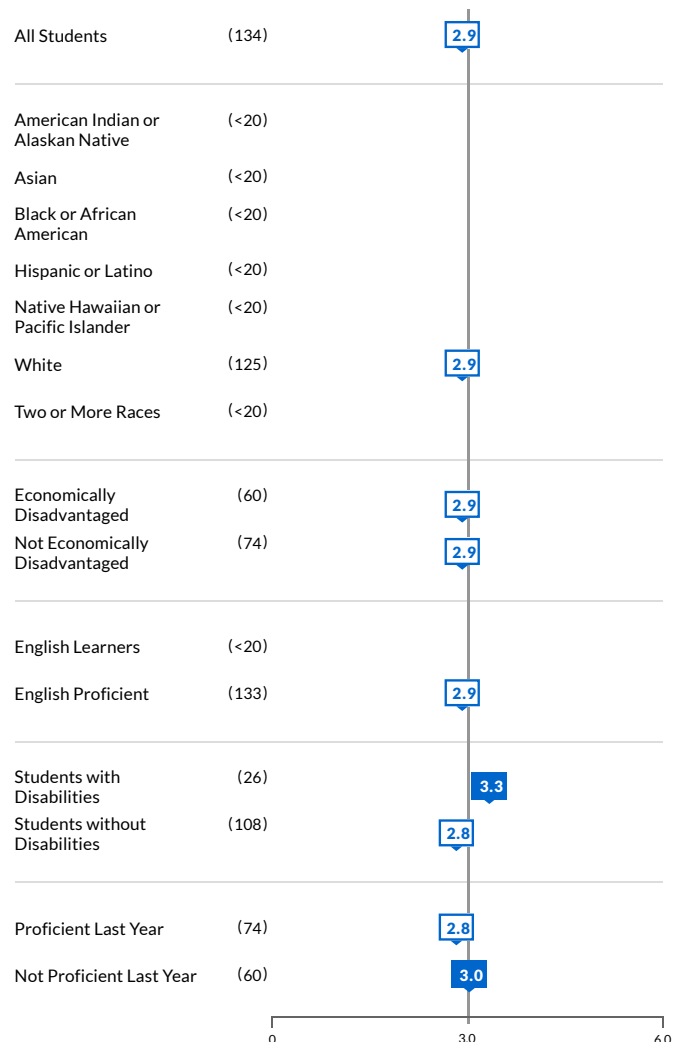 All Students (134) 2.9
American Indian or (<20)
Alaskan Native
Asian (<20)
Black or African (<20)
American
Hispanic or Latino (<20)
Native Hawaiian or (<20)
Pacific Islander
White (125) 2.9
Two or More Races (<20)
Economically (60) 2.9
Disadvantaged
Not Economically (74) 2.9
Disadvantaged
English Learners (<20)
English Proficient (133) 2.9
Students with (26) 3.3
Disabilities
Students without (108) 2.8
Disabilities
Proficient Last Year (74) 2.8
Not Proficient Last Year (60) 3.0
0 3.0 6.0